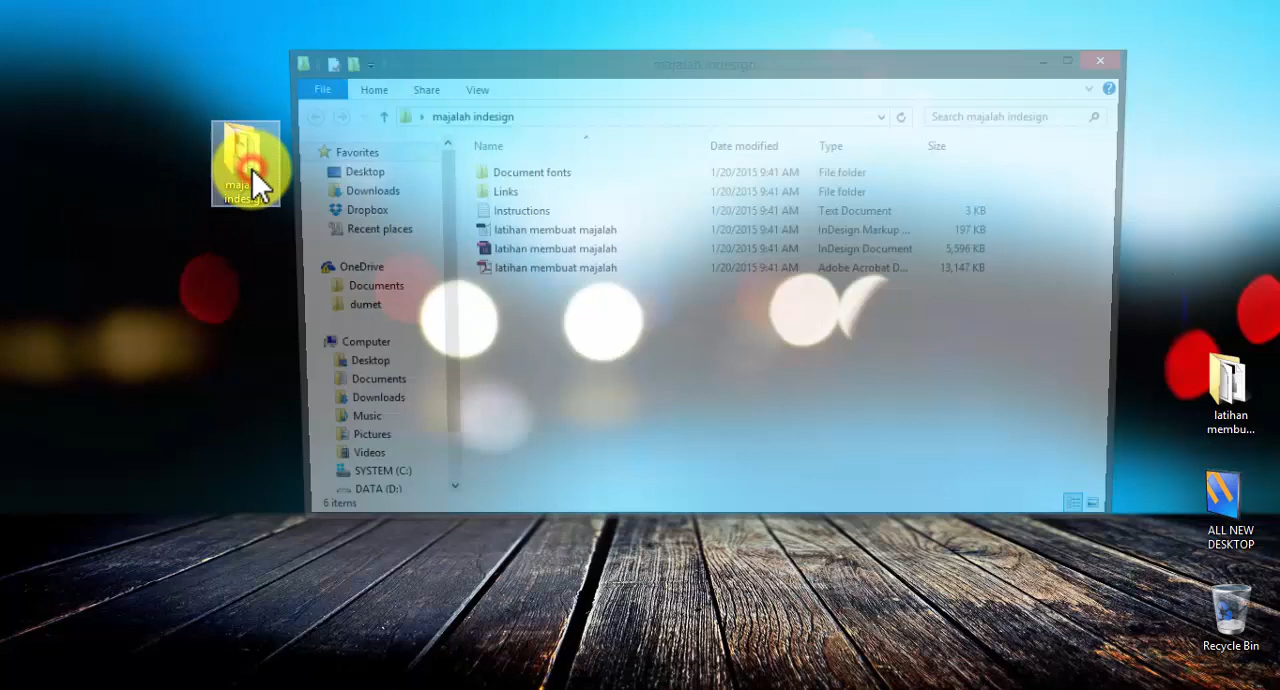 majalah indesign
File
Home
Share
View
majalah indesign
Search majalah indesign
Favorites
Desktop
Downloads
Dropbox
Recent places
OneDrive
Documents
dumet
Computer
Desktop
Documents
Downloads
Music
Pictures
Videos
SYSTEM (C:)
DATA (D:)
Name Date modified Type Size
Document fonts 1/20/2015 9:41 AM File folder
Links 1/20/2015 9:41 AM File folder
Instructions 1/20/2015 9:41 AM Text Document 3 KB
latihan membuat majalah 1/20/2015 9:41 AM InDesign Markup ... 197 KB
latihan membuat majalah 1/20/2015 9:41 AM InDesign Document 5,596 KB
latihan membuat majalah 1/20/2015 9:41 AM Adobe Acrobat D... 13,147 KB
6 items
latihan
membu...
ALL NEW
DESKTOP
Recycle Bin